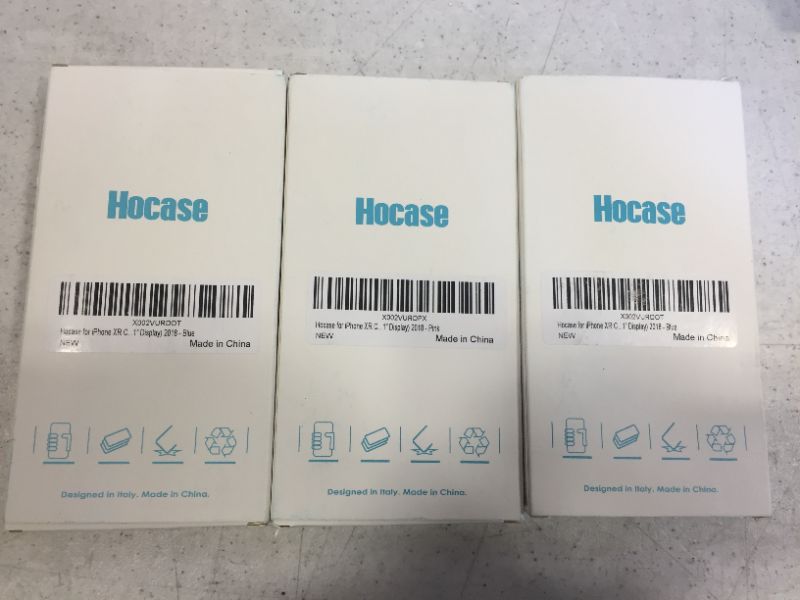 Hocase
X002VURDOT
Hocase for iPhone XR C...1" Display) 2018 - Blue
NEW
Made in China
Designed in Italy. Made in China.
Hocase
X002VURDPX
Hocase for iPhone XR C...1" Display) 2018 - Pink
NEW
Made in China
Designed in Italy. Made in China.
Hocase
X002VURDOT
Hocase for iPhone XR C...1" Display) 2018 - Blue
NEW
Made in China
Designed in Italy. Made in China.